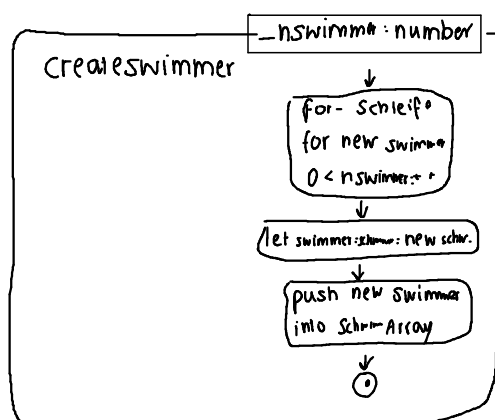 _nswimmer: number
createswimmer
for- Schleife
for new swimmer
0 < nswimmer++
let swimmer: new schw.
push new swimmer
into Array